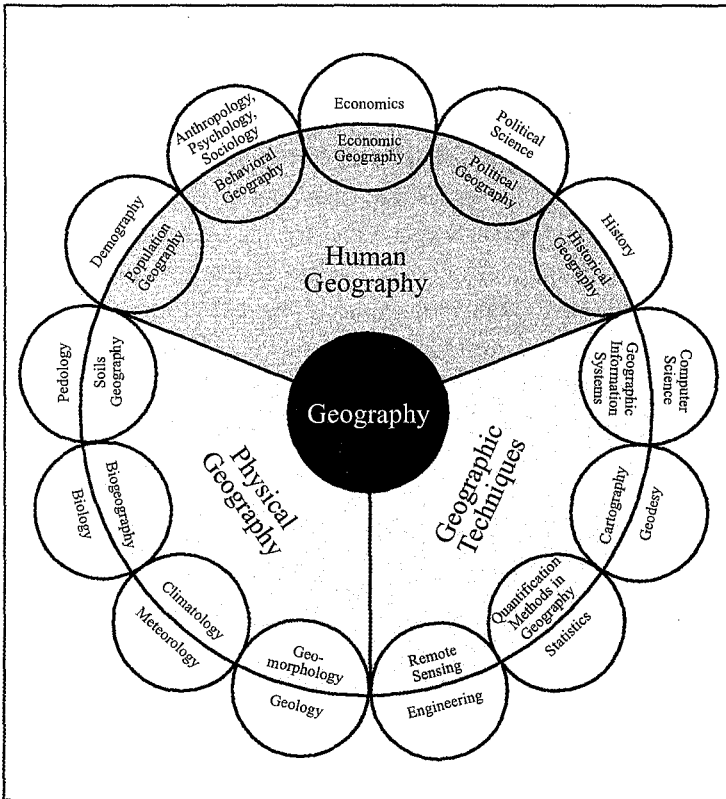 Economics
Economic
Geography
Political
Science
Political
Geography
History
Historical
Geography
Computer
Science
Geographic
Information
Systems
Geodesy
Cartography
Statistics
Quantification
Methods in
Geography
Remote
Sensing
Engineering
Geo-
morphology
Geology
Climatology
Meteorology
Biogeography
Biology
Pedology
Soils
Geography
Demography
Population
Geography
Anthropology,
Psychology,
Sociology
Behavioral
Geography
Human
Geography
Geography
Physical
Geography
Geographic
Techniques